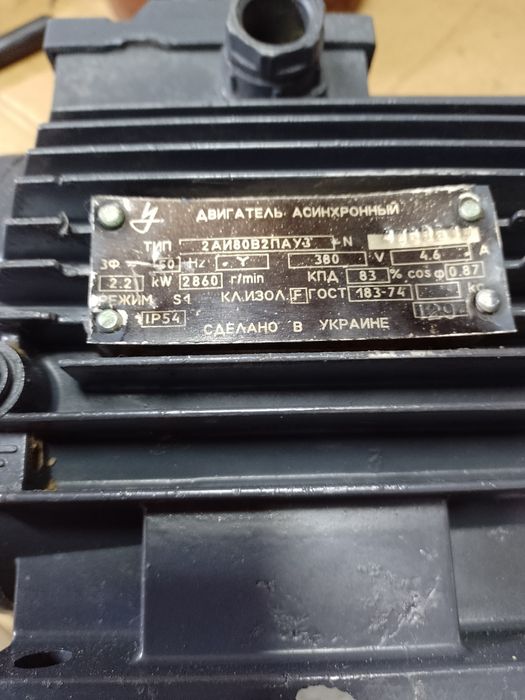 ДВИГАТЕЛЬ АСИНХРОННЫЙ
ТИП 2АИ80В2ПАУ3 N
3Ф 50 Hz Y 380 V 4.6 A
2.2 kW 2860 r/min КПД 83 % cos φ 0.87
РЕЖИМ S1 КЛ.ИЗОЛ. F ГОСТ 183-74 кг
IP54 СДЕЛАНО В УКРАИНЕ